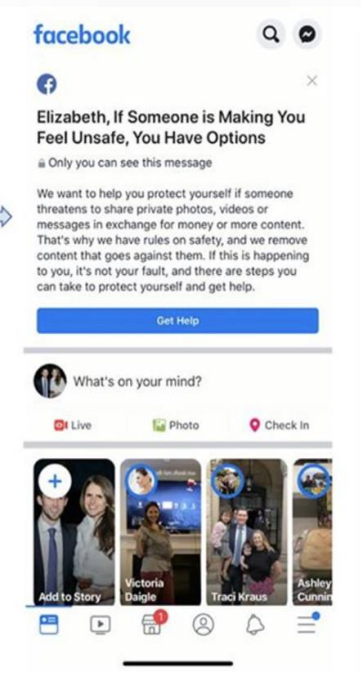 facebook
Elizabeth, If Someone is Making You
Feel Unsafe, You Have Options
Only you can see this message
We want to help you protect yourself if someone
threatens to share private photos, videos or
messages in exchange for money or more content.
That's why we have rules on safety, and we remove
content that goes against them. If this is happening
to you, it's not your fault, and there are steps you
can take to protect yourself and get help.
Get Help
What's on your mind?
Live
Photo
Check In
Add to Story
Victoria
Daigle
Traci Kraus
Ashley
Cunnin
1